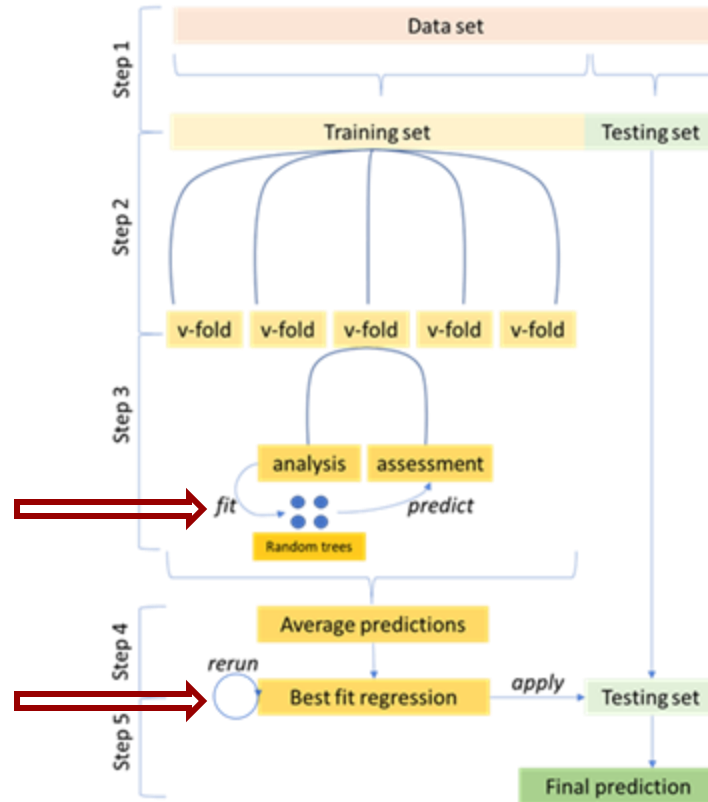 Step 1
Data set
Training set
Testing set
Step 2
v-fold
v-fold
v-fold
v-fold
v-fold
Step 3
analysis
assessment
fit
predict
Random trees
Step 4
Average predictions
rerun
Best fit regression
apply
Testing set
Step 5
Final prediction